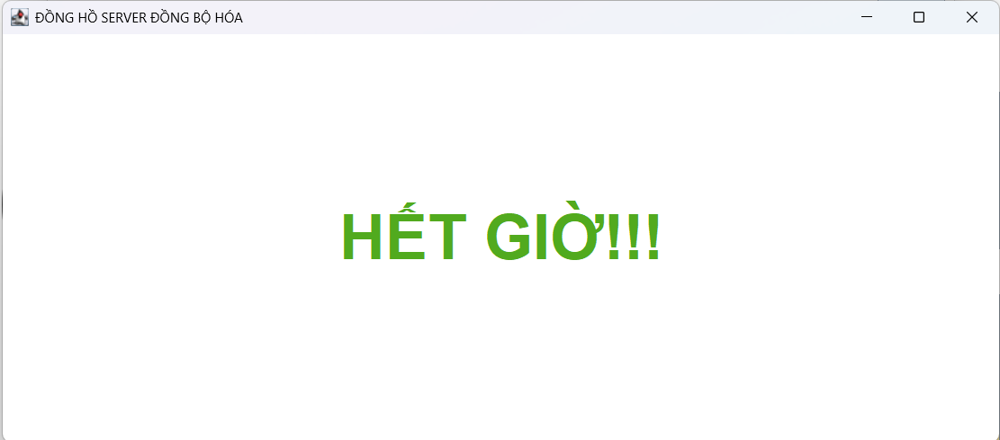 ĐỒNG HỒ SERVER ĐỒNG BỘ HÓA
HẾT GIỜ!!!